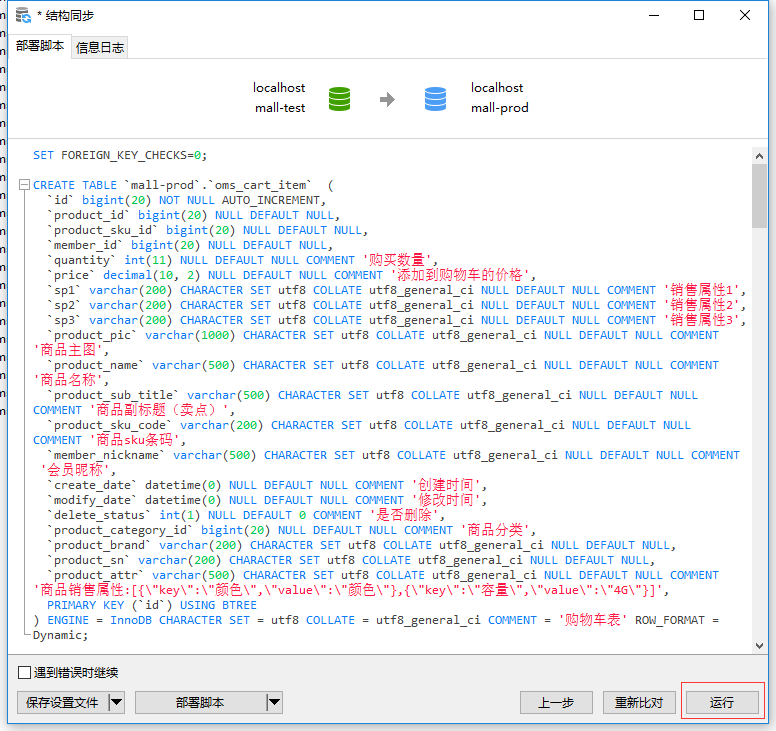 * 结构同步
部署脚本 信息日志
localhost localhost
mall-test mall-prod
SET FOREIGN_KEY_CHECKS=0;
CREATE TABLE `mall-prod`.`oms_cart_item`  (
`id` bigint(20) NOT NULL AUTO_INCREMENT,
`product_id` bigint(20) NULL DEFAULT NULL,
`product_sku_id` bigint(20) NULL DEFAULT NULL,
`member_id` bigint(20) NULL DEFAULT NULL,
`quantity` int(11) NULL DEFAULT NULL COMMENT '购买数量',
`price` decimal(10, 2) NULL DEFAULT NULL COMMENT '添加到购物车的价格',
`sp1` varchar(200) CHARACTER SET utf8 COLLATE utf8_general_ci NULL DEFAULT NULL COMMENT '销售属性1',
`sp2` varchar(200) CHARACTER SET utf8 COLLATE utf8_general_ci NULL DEFAULT NULL COMMENT '销售属性2',
`sp3` varchar(200) CHARACTER SET utf8 COLLATE utf8_general_ci NULL DEFAULT NULL COMMENT '销售属性3',
`product_pic` varchar(1000) CHARACTER SET utf8 COLLATE utf8_general_ci NULL DEFAULT NULL COMMENT
'商品主图',
`product_name` varchar(500) CHARACTER SET utf8 COLLATE utf8_general_ci NULL DEFAULT NULL COMMENT
'商品名称',
`product_sub_title` varchar(500) CHARACTER SET utf8 COLLATE utf8_general_ci NULL DEFAULT NULL
COMMENT '商品副标题（卖点）',
`product_sku_code` varchar(200) CHARACTER SET utf8 COLLATE utf8_general_ci NULL DEFAULT NULL
COMMENT '商品sku条码',
`member_nickname` varchar(500) CHARACTER SET utf8 COLLATE utf8_general_ci NULL DEFAULT NULL COMMENT
'会员昵称',
`create_date` datetime(0) NULL DEFAULT NULL COMMENT '创建时间',
`modify_date` datetime(0) NULL DEFAULT NULL COMMENT '修改时间',
`delete_status` int(1) NULL DEFAULT 0 COMMENT '是否删除',
`product_category_id` bigint(20) NULL DEFAULT NULL COMMENT '商品分类',
`product_brand` varchar(200) CHARACTER SET utf8 COLLATE utf8_general_ci NULL DEFAULT NULL,
`product_sn` varchar(200) CHARACTER SET utf8 COLLATE utf8_general_ci NULL DEFAULT NULL,
`product_attr` varchar(500) CHARACTER SET utf8 COLLATE utf8_general_ci NULL DEFAULT NULL COMMENT
'商品销售属性:[{\"key\":\"颜色\",\"value\":\"颜色\"},{\"key\":\"容量\",\"value\":\"4G\"}]',
PRIMARY KEY (`id`) USING BTREE
) ENGINE = InnoDB CHARACTER SET = utf8 COLLATE = utf8_general_ci COMMENT = '购物车表' ROW_FORMAT =
Dynamic;
遇到错误时继续
保存设置文件 部署脚本 上一步 重新比对 运行